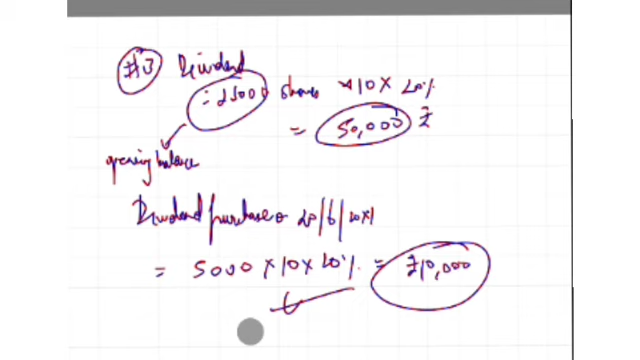 #3 Dividend
= 25000 shares × 10 × 20%
= 50,000 ₹
opening balance
Dividend purchase 20/6/20x1
= 5000 × 10 × 20% = ₹10,000